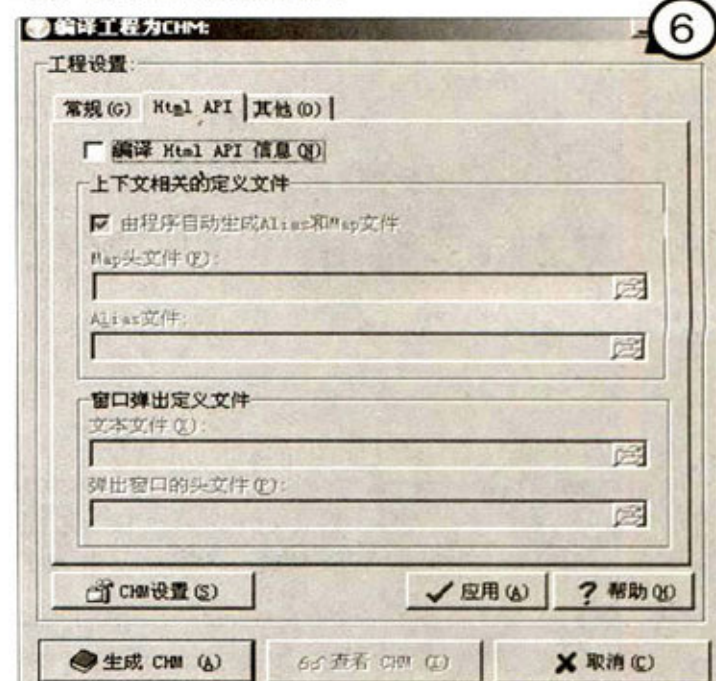 编译工程为CHM:
6
工程设置:
常规(G) Html API 其他(O)
编译 Html API 信息(N)
上下文相关的定义文件
由程序自动生成Alias和Map文件
Map头文件(F):
Alias文件:
窗口弹出定义文件
文本文件(X):
弹出窗口的头文件(P):
CHM设置(S) 应用(A) 帮助(H)
生成 CHM (A) 查看 CHM (I) 取消(C)